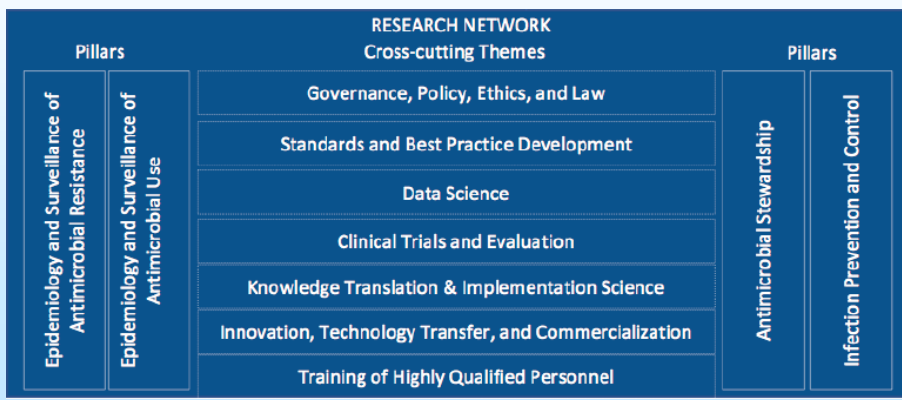 RESEARCH NETWORK
Pillars
Cross-cutting Themes
Pillars
Epidemiology and Surveillance of
Antimicrobial Resistance
Epidemiology and Surveillance of
Antimicrobial Use
Governance, Policy, Ethics, and Law
Standards and Best Practice Development
Data Science
Clinical Trials and Evaluation
Knowledge Translation & Implementation Science
Innovation, Technology Transfer, and Commercialization
Training of Highly Qualified Personnel
Antimicrobial Stewardship
Infection Prevention and Control